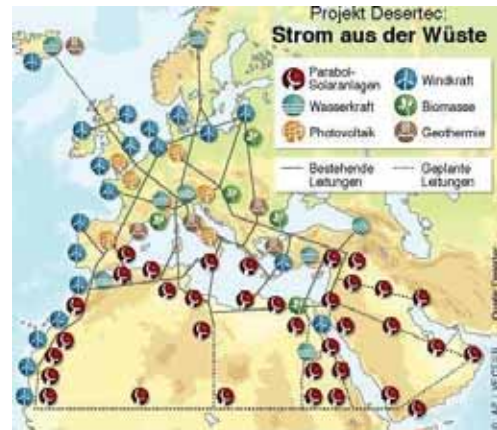 Projekt Desertec:
Strom aus der Wüste
Parabol-
Solaranlagen
Windkraft
Wasserkraft
Biomasse
Photovoltaik
Geothermie
Bestehende
Leitungen
Geplante
Leitungen